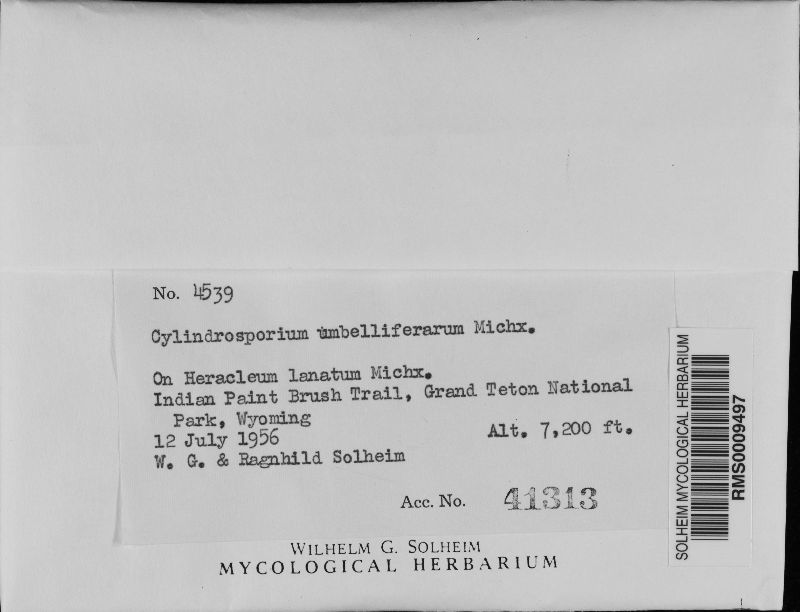 No. 4539
Cylindrosporium umbelliferarum Michx.
On Heracleum lanatum Michx.
Indian Paint Brush Trail, Grand Teton National
Park, Wyoming
12 July 1956
Alt. 7,200 ft.
W. G. & Ragnhild Solheim
Acc. No. 41313
WILHELM G. SOLHEIM
MYCOLOGICAL HERBARIUM
SOLHEIM MYCOLOGICAL HERBARIUM
RMS0009497